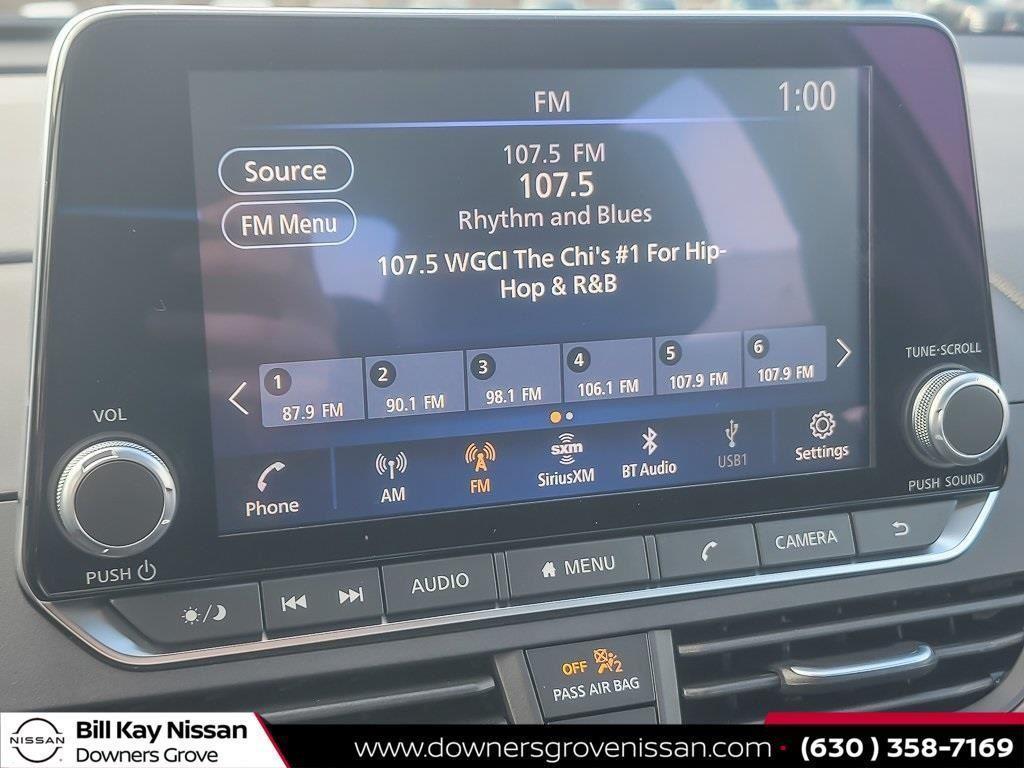 FM
1:00
Source
107.5 FM
107.5
FM Menu
Rhythm and Blues
107.5 WGCI The Chi's #1 For Hip-
Hop & R&B
1 87.9 FM
2 90.1 FM
3 98.1 FM
4 106.1 FM
5 107.9 FM
6 107.9 FM
TUNE·SCROLL
VOL
Phone
AM
FM
sxm
SiriusXM
BT Audio
USB1
Settings
PUSH SOUND
PUSH
AUDIO
MENU
CAMERA
OFF 2
PASS AIR BAG
NISSAN
Bill Kay Nissan
Downers Grove
www.downersgrovenissan.com · (630 ) 358-7169